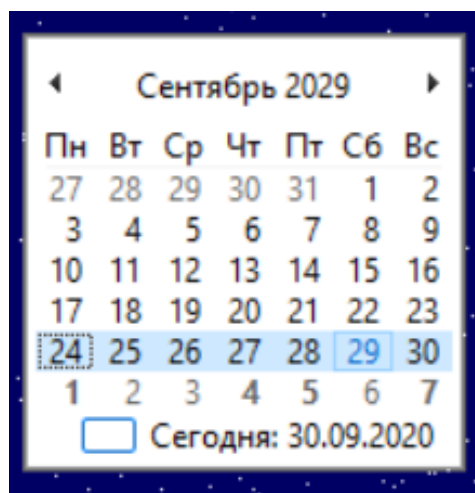 Сентябрь 2029
Пн Вт Ср Чт Пт Сб Вс
27 28 29 30 31 1 2
3 4 5 6 7 8 9
10 11 12 13 14 15 16
17 18 19 20 21 22 23
24 25 26 27 28 29 30
1 2 3 4 5 6 7
Сегодня: 30.09.2020